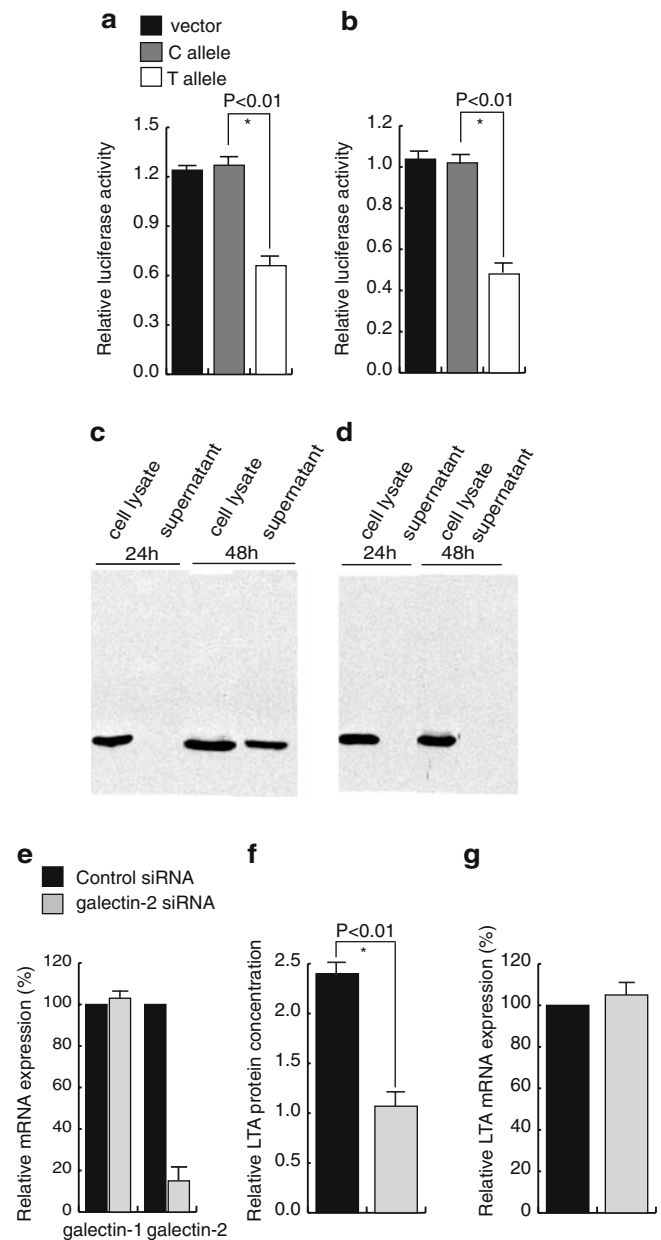 a
vector
C allele
T allele
P<0.01
*
1.5
1.2
0.9
0.6
0.3
0.0
Relative luciferase activity
b
P<0.01
*
1.2
1.0
0.8
0.6
0.4
0.2
0.0
Relative luciferase activity
c
cell lysate
supernatant
cell lysate
supernatant
24h
48h
d
cell lysate
supernatant
cell lysate
supernatant
24h
48h
e
Control siRNA
galectin-2 siRNA
120
100
80
60
40
20
0
Relative mRNA expression (%)
galectin-1 galectin-2
f
P<0.01
*
2.5
2.0
1.5
1.0
0.5
0.0
Relative LTA protein concentration
g
120
100
80
60
40
20
0
Relative LTA mRNA expression (%)